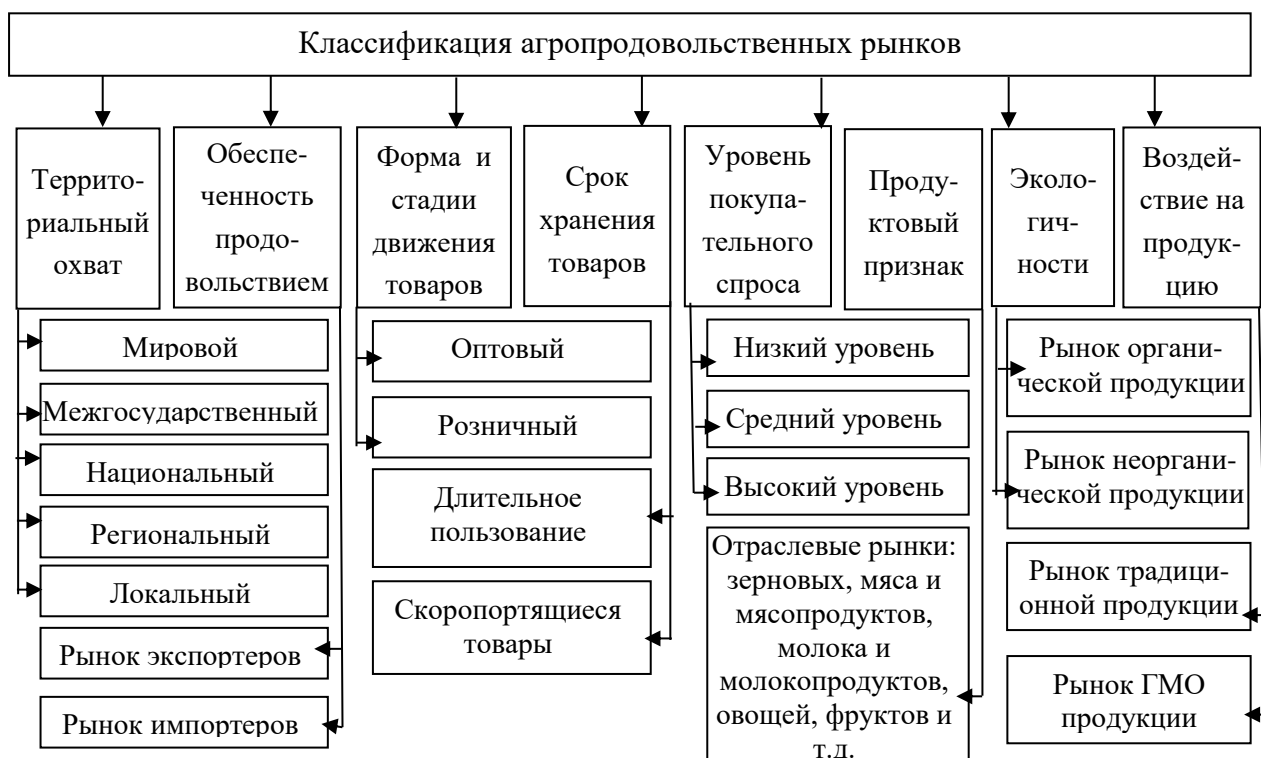 Классификация агропродовольственных рынков
Террито-
риальный
охват
Обеспе-
ченность
продо-
вольствием
Форма и
стадии
движения
товаров
Срок
хранения
товаров
Уровень
покупа-
тельного
спроса
Проду-
ктовый
признак
Эколо-
гич-
ности
Воздей-
ствие на
продук-
цию
Мировой
Межгосударственный
Национальный
Региональный
Локальный
Рынок экспортеров
Рынок импортеров
Оптовый
Розничный
Длительное
пользование
Скоропортящиеся
товары
Низкий уровень
Средний уровень
Высокий уровень
Отраслевые рынки:
зерновых, мяса и
мясопродуктов,
молока и
молокопродуктов,
овощей, фруктов и
т.д.
Рынок органи-
ческой продукции
Рынок неоргани-
ческой продукции
Рынок традици-
онной продукции
Рынок ГМО
продукции